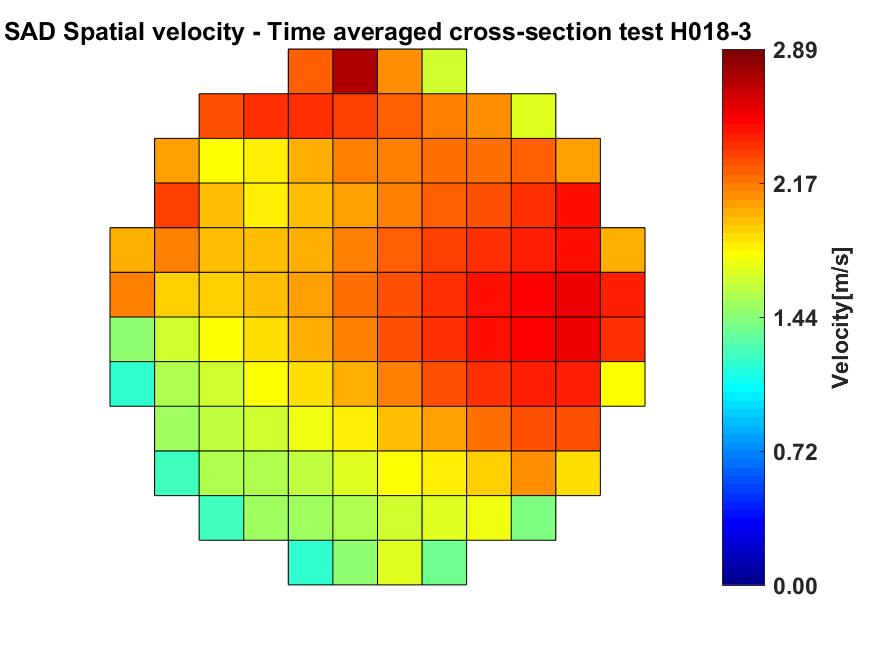 SAD Spatial velocity - Time averaged cross-section test H018-3
2.89
2.17
1.44
0.72
0.00
Velocity[m/s]